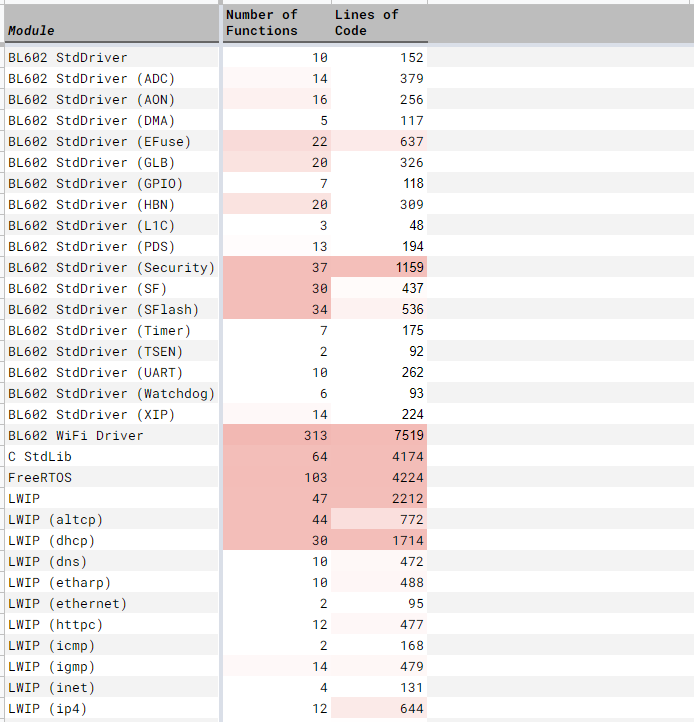 Module Number of Functions Lines of Code
BL602 StdDriver 10 152
BL602 StdDriver (ADC) 14 379
BL602 StdDriver (AON) 16 256
BL602 StdDriver (DMA) 5 117
BL602 StdDriver (EFuse) 22 637
BL602 StdDriver (GLB) 20 326
BL602 StdDriver (GPIO) 7 118
BL602 StdDriver (HBN) 20 309
BL602 StdDriver (L1C) 3 48
BL602 StdDriver (PDS) 13 194
BL602 StdDriver (Security) 37 1159
BL602 StdDriver (SF) 30 437
BL602 StdDriver (SFlash) 34 536
BL602 StdDriver (Timer) 7 175
BL602 StdDriver (TSEN) 2 92
BL602 StdDriver (UART) 10 262
BL602 StdDriver (Watchdog) 6 93
BL602 StdDriver (XIP) 14 224
BL602 WiFi Driver 313 7519
C StdLib 64 4174
FreeRTOS 103 4224
LWIP 47 2212
LWIP (altcp) 44 772
LWIP (dhcp) 30 1714
LWIP (dns) 10 472
LWIP (etharp) 10 488
LWIP (ethernet) 2 95
LWIP (httpc) 12 477
LWIP (icmp) 2 168
LWIP (igmp) 14 479
LWIP (inet) 4 131
LWIP (ip4) 12 644